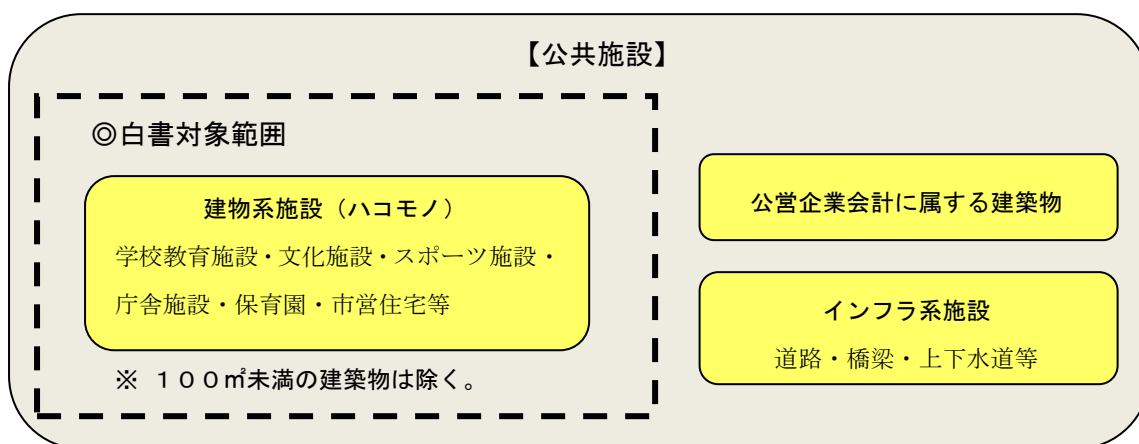 【公共施設】
◎白書対象範囲
建物系施設（ハコモノ）
学校教育施設・文化施設・スポーツ施設・
庁舎施設・保育園・市営住宅等
※ １００㎡未満の建築物は除く。
公営企業会計に属する建築物
インフラ系施設
道路・橋梁・上下水道等